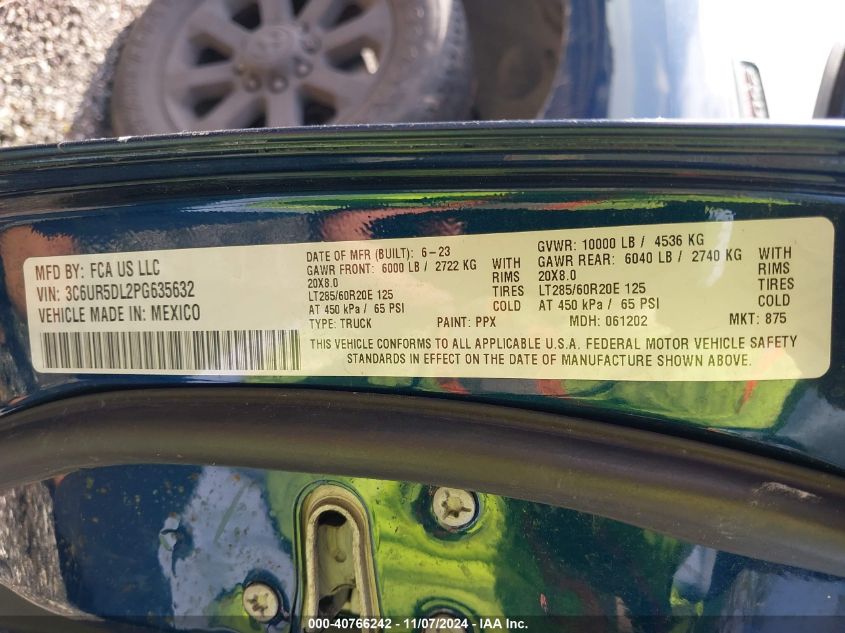 MFD BY: FCA US LLC
VIN: 3C6UR5DL2PG635632
VEHICLE MADE IN: MEXICO
DATE OF MFR (BUILT): 6-23
GAWR FRONT: 6000 LB / 2722 KG WITH
20X8.0 RIMS
LT285/60R20E 125 TIRES
AT 450 kPa / 65 PSI COLD
TYPE: TRUCK PAINT: PPX
GVWR: 10000 LB / 4536 KG
GAWR REAR: 6040 LB / 2740 KG WITH
20X8.0 RIMS
LT285/60R20E 125 TIRES
AT 450 kPa / 65 PSI COLD
MDH: 061202 MKT: 875
THIS VEHICLE CONFORMS TO ALL APPLICABLE U.S.A. FEDERAL MOTOR VEHICLE SAFETY
STANDARDS IN EFFECT ON THE DATE OF MANUFACTURE SHOWN ABOVE.
000-40766242 - 11/07/2024 - IAA Inc.